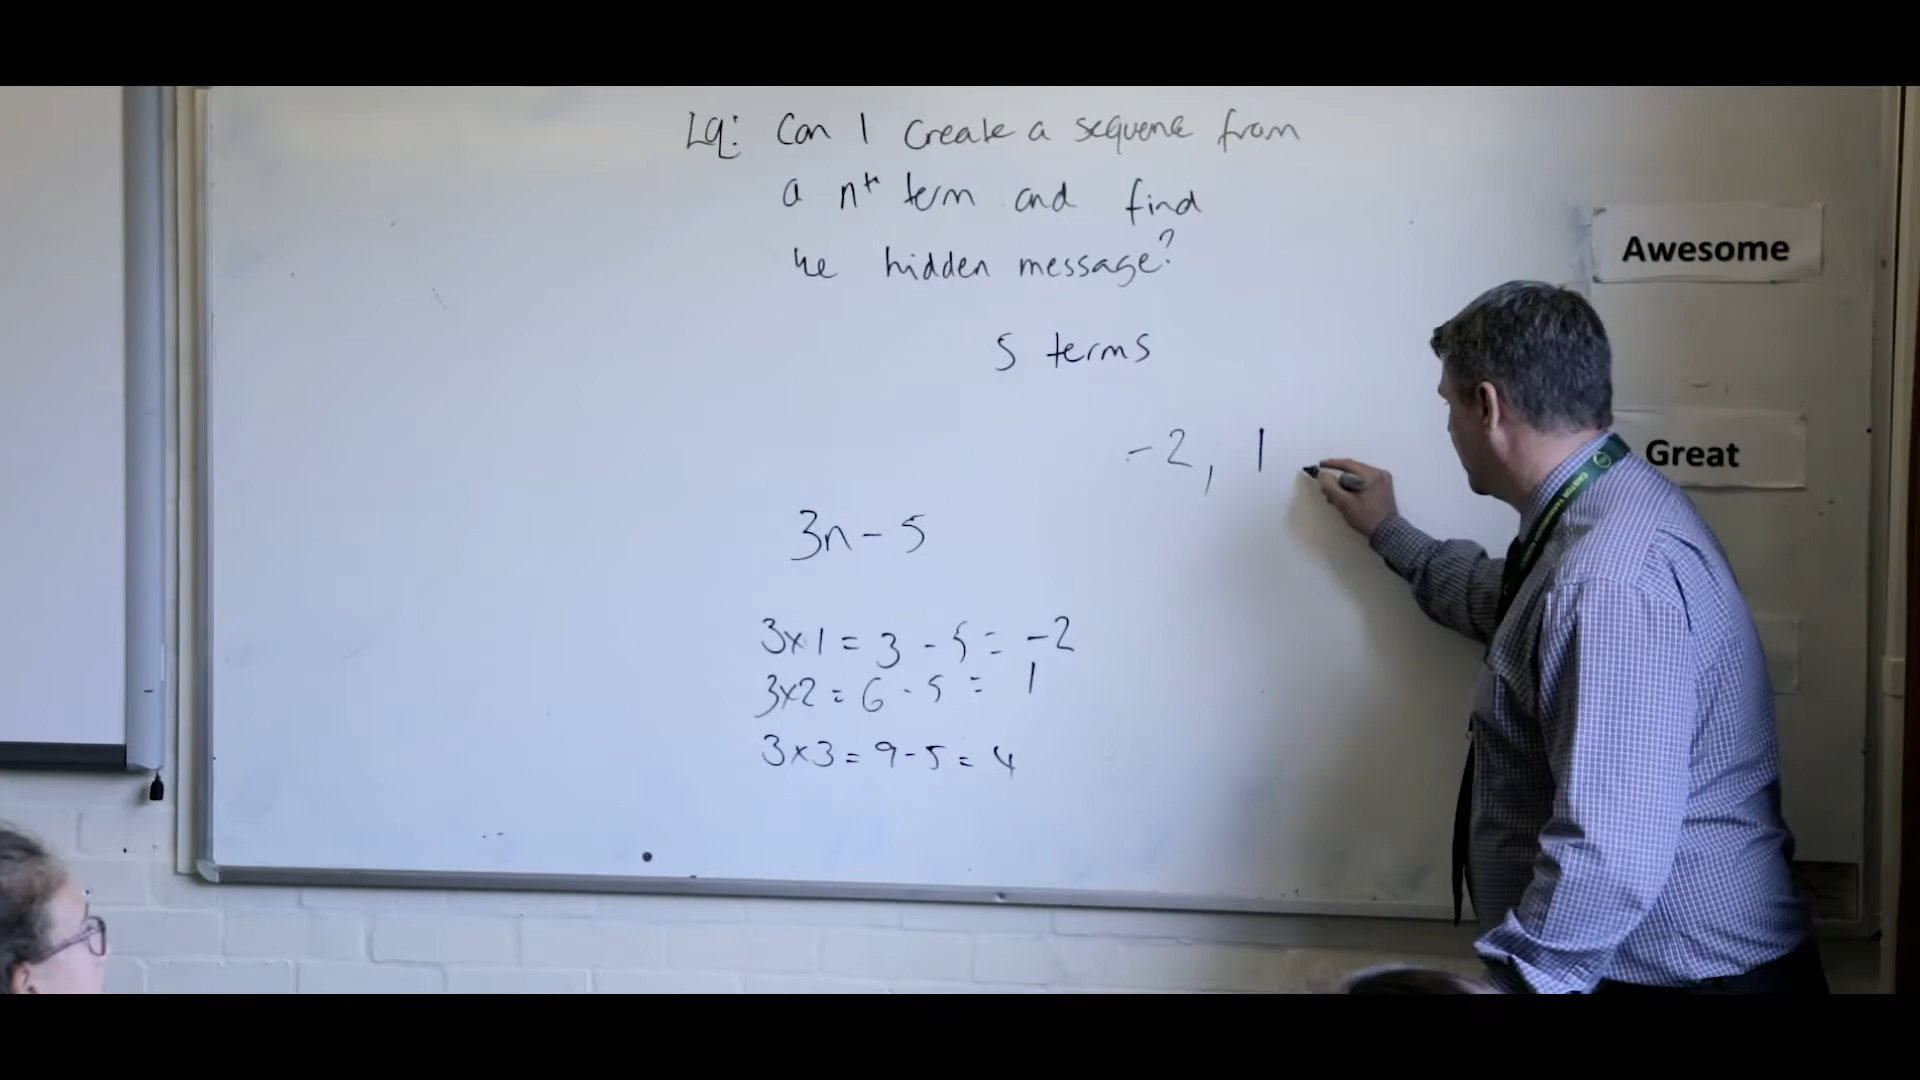 LQ: Can I create a sequence from
a nth term and find
the hidden message?
5 terms
-2, 1
3n - 5
3x1 = 3 - 5 = -2
3x2 = 6 - 5 = 1
3x3 = 9 - 5 = 4
Awesome
Great